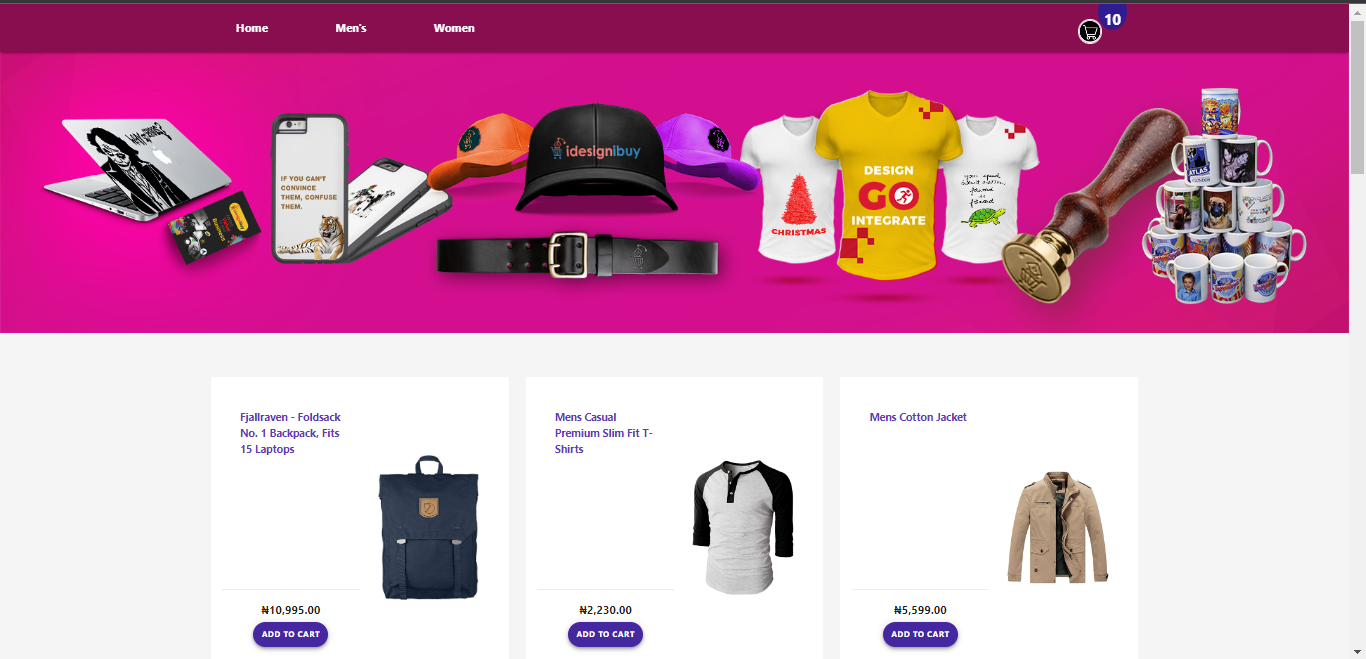 Home Men's Women 10
IF YOU CAN'T
CONVINCE
THEM, CONFUSE
THEM.
idesignibuy
CHRISTMAS
DESIGN
GO
INTEGRATE
ATLAS
Fjallraven - Foldsack
No. 1 Backpack, Fits
15 Laptops
Mens Casual
Premium Slim Fit T-
Shirts
Mens Cotton Jacket
₦10,995.00
₦2,230.00
₦5,599.00
ADD TO CART
ADD TO CART
ADD TO CART